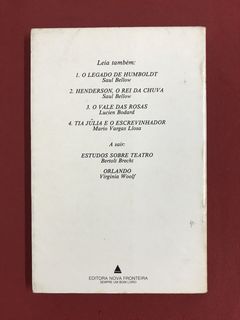 Leia também:
1. O LEGADO DE HUMBOLDT
Saul Bellow
2. HENDERSON, O REI DA CHUVA
Saul Bellow
3. O VALE DAS ROSAS
Lucien Bodard
4. TIA JÚLIA E O ESCREVINHADOR
Mario Vargas Llosa
A sair:
ESTUDOS SOBRE TEATRO
Bertolt Brecht
ORLANDO
Virginia Woolf
EDITORA NOVA FRONTEIRA
SEMPRE UM BOM LIVRO